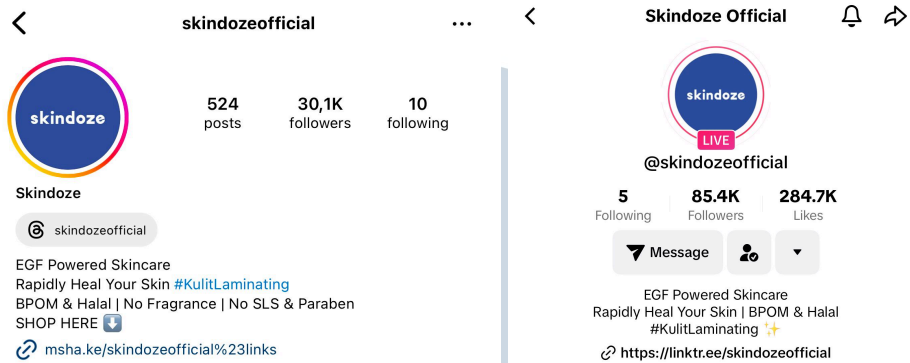 skindozeofficial
skindoze
524 30,1K 10
posts followers following
Skindoze
skindozeofficial
EGF Powered Skincare
Rapidly Heal Your Skin #KulitLaminating
BPOM & Halal | No Fragrance | No SLS & Paraben
SHOP HERE ⬇️
msha.ke/skindozeofficial%23links
Skindoze Official
skindoze
LIVE
@skindozeofficial
5 85.4K 284.7K
Following Followers Likes
Message
EGF Powered Skincare
Rapidly Heal Your Skin | BPOM & Halal
#KulitLaminating ✨
https://linktr.ee/skindozeofficial